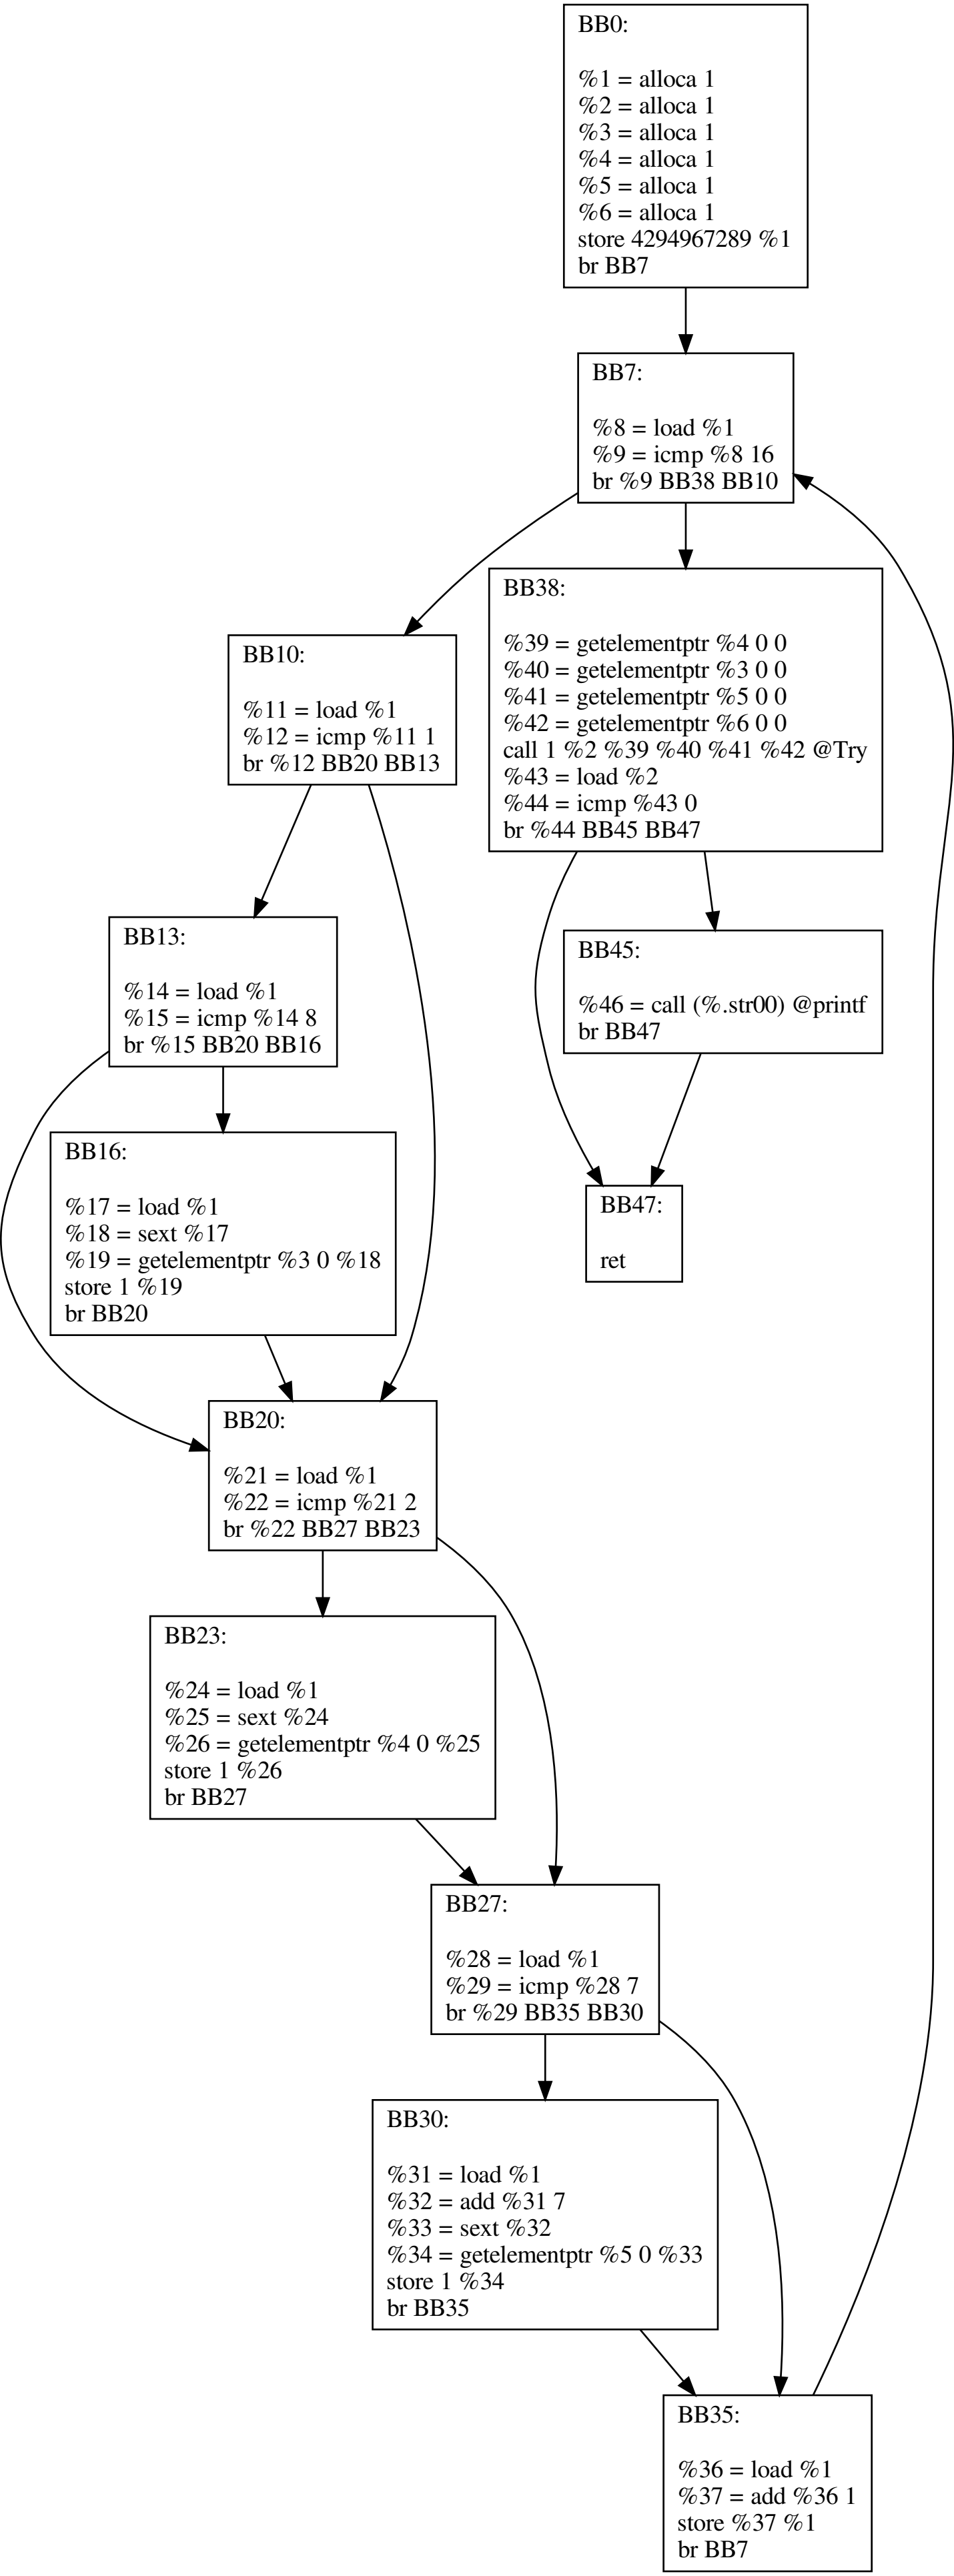 BB0:
%1 = alloca 1
%2 = alloca 1
%3 = alloca 1
%4 = alloca 1
%5 = alloca 1
%6 = alloca 1
store 4294967289 %1
br BB7
BB7:
%8 = load %1
%9 = icmp %8 16
br %9 BB38 BB10
BB38:
%39 = getelementptr %4 0 0
%40 = getelementptr %3 0 0
%41 = getelementptr %5 0 0
%42 = getelementptr %6 0 0
call 1 %2 %39 %40 %41 %42 @Try
%43 = load %2
%44 = icmp %43 0
br %44 BB45 BB47
BB10:
%11 = load %1
%12 = icmp %11 1
br %12 BB20 BB13
BB13:
%14 = load %1
%15 = icmp %14 8
br %15 BB20 BB16
BB45:
%46 = call (%.str00) @printf
br BB47
BB16:
%17 = load %1
%18 = sext %17
%19 = getelementptr %3 0 %18
store 1 %19
br BB20
BB47:
ret
BB20:
%21 = load %1
%22 = icmp %21 2
br %22 BB27 BB23
BB23:
%24 = load %1
%25 = sext %24
%26 = getelementptr %4 0 %25
store 1 %26
br BB27
BB27:
%28 = load %1
%29 = icmp %28 7
br %29 BB35 BB30
BB30:
%31 = load %1
%32 = add %31 7
%33 = sext %32
%34 = getelementptr %5 0 %33
store 1 %34
br BB35
BB35:
%36 = load %1
%37 = add %36 1
store %37 %1
br BB7